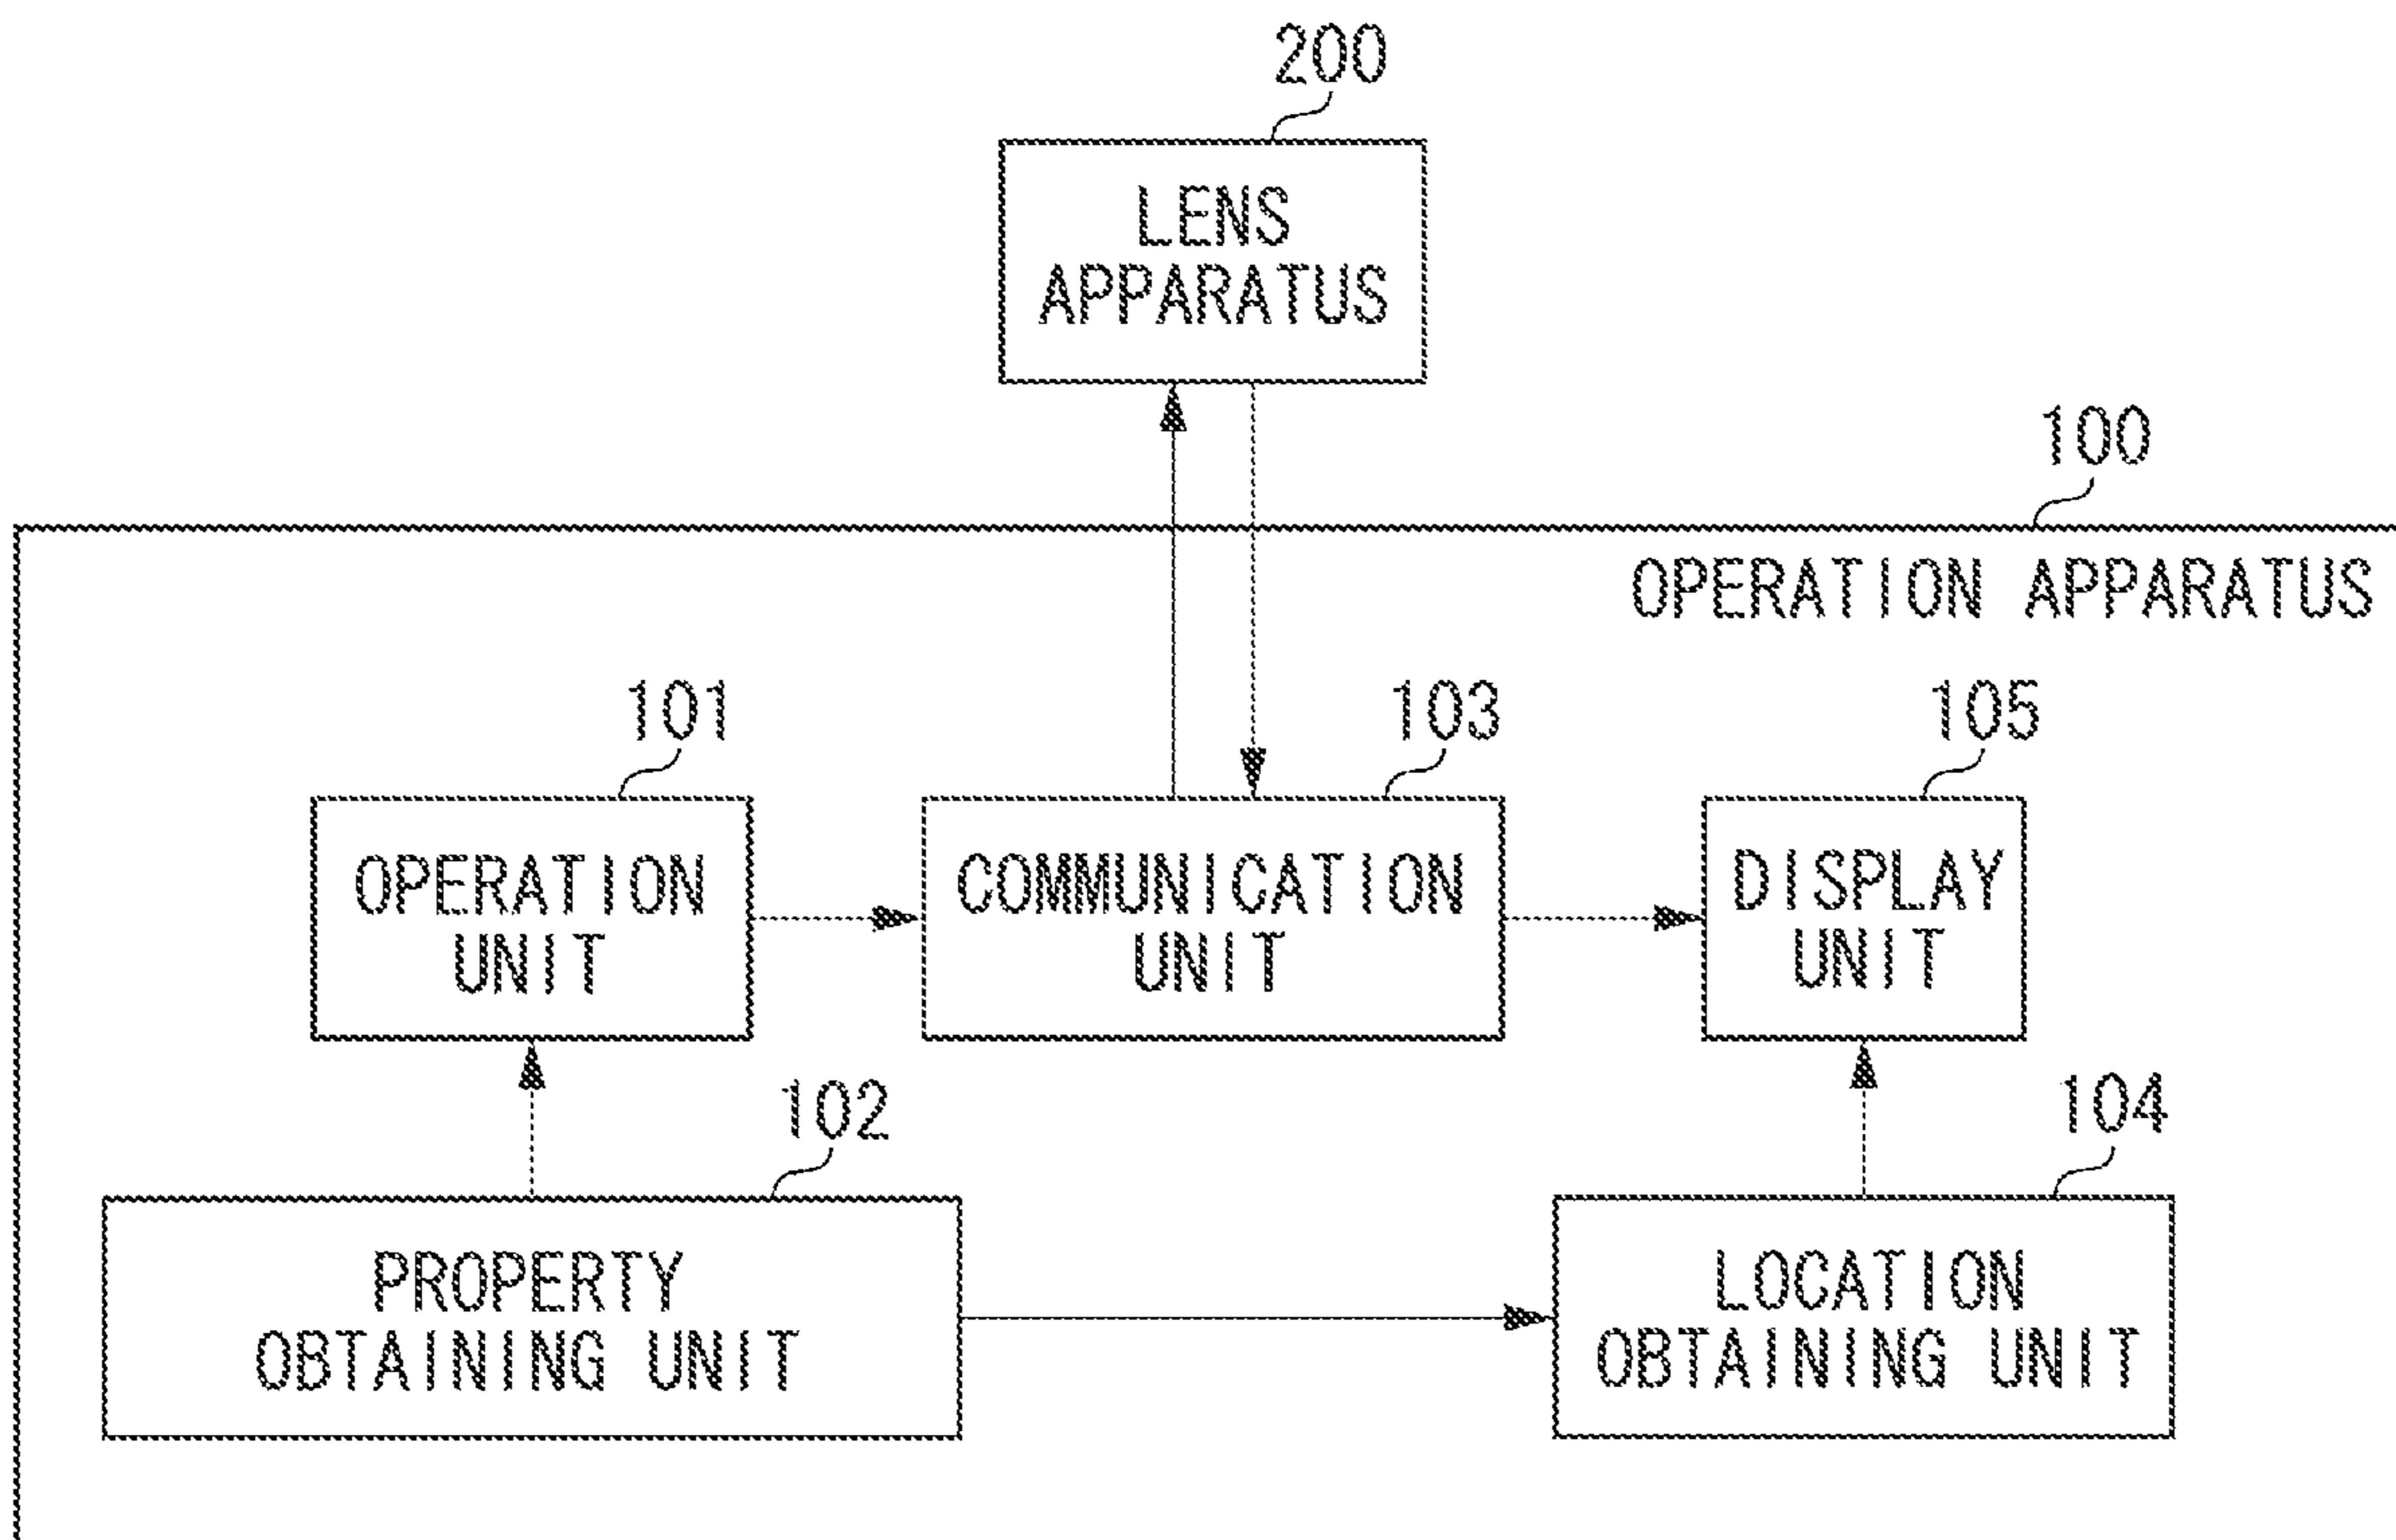 200
LENS
APPARATUS
100
OPERATION APPARATUS
101
103
105
OPERATION
UNIT
COMMUNICATION
UNIT
DISPLAY
UNIT
102
104
PROPERTY
OBTAINING UNIT
LOCATION
OBTAINING UNIT